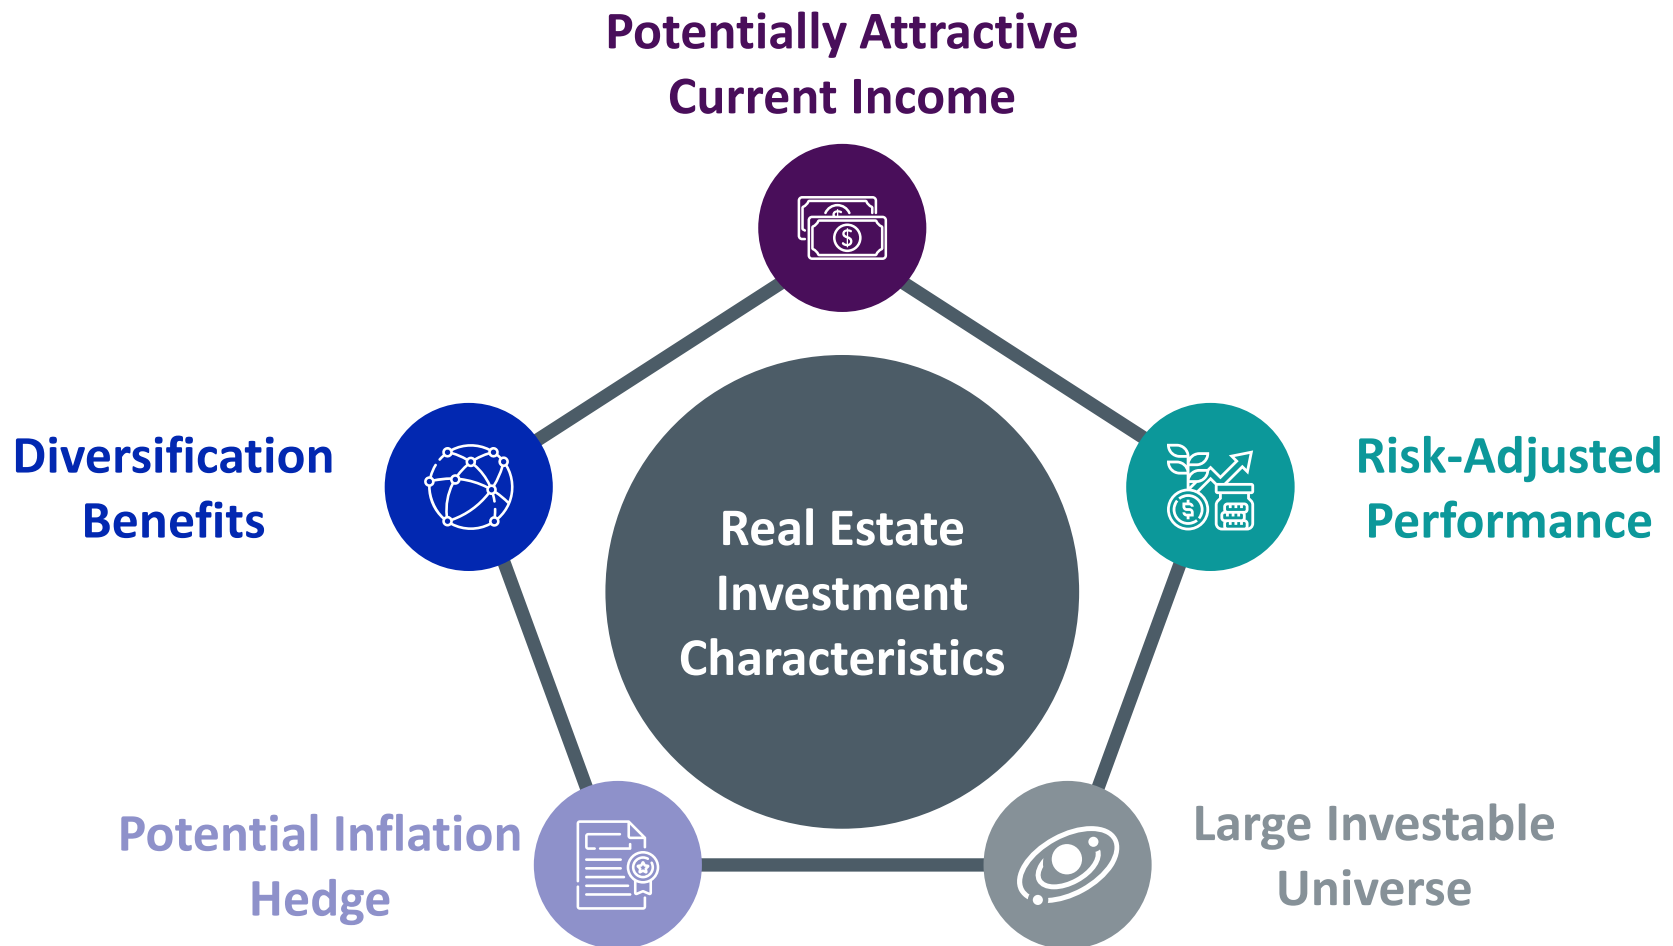 Potentially Attractive
Current Income
$
$
Diversification
Benefits
Risk-Adjusted
Performance
$
Real Estate
Investment
Characteristics
Potential Inflation
Hedge
Large Investable
Universe